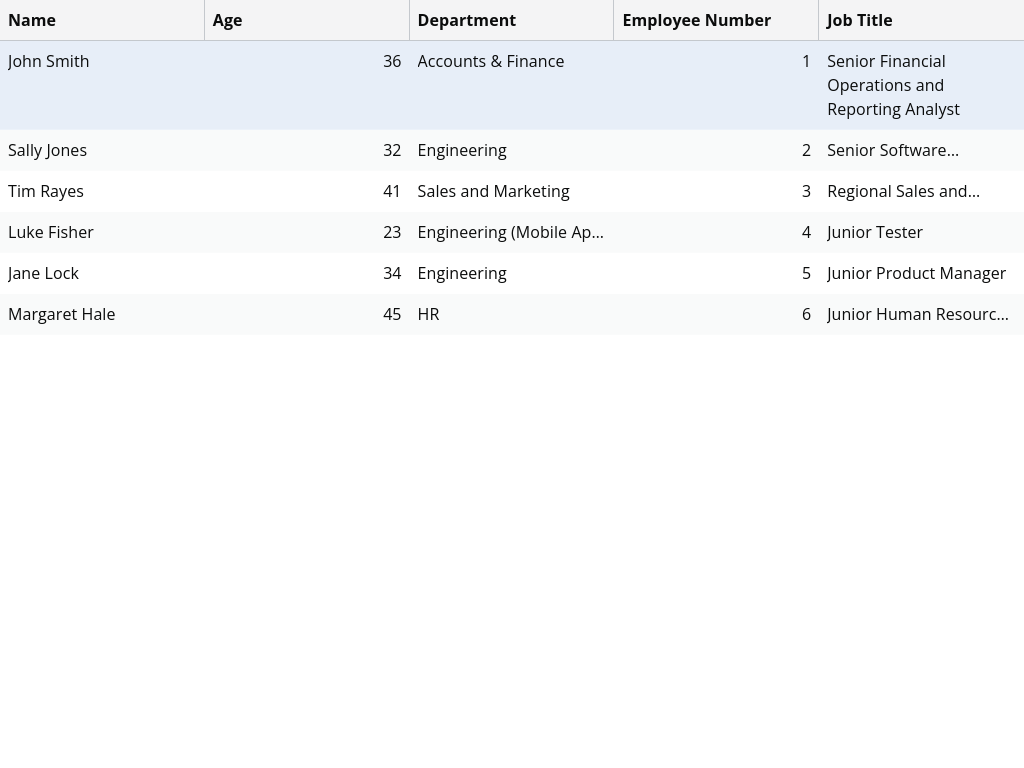 Name Age Department Employee Number Job Title
John Smith 36 Accounts & Finance 1 Senior Financial
Operations and
Reporting Analyst
Sally Jones 32 Engineering 2 Senior Software...
Tim Rayes 41 Sales and Marketing 3 Regional Sales and...
Luke Fisher 23 Engineering (Mobile Ap... 4 Junior Tester
Jane Lock 34 Engineering 5 Junior Product Manager
Margaret Hale 45 HR 6 Junior Human Resourc...